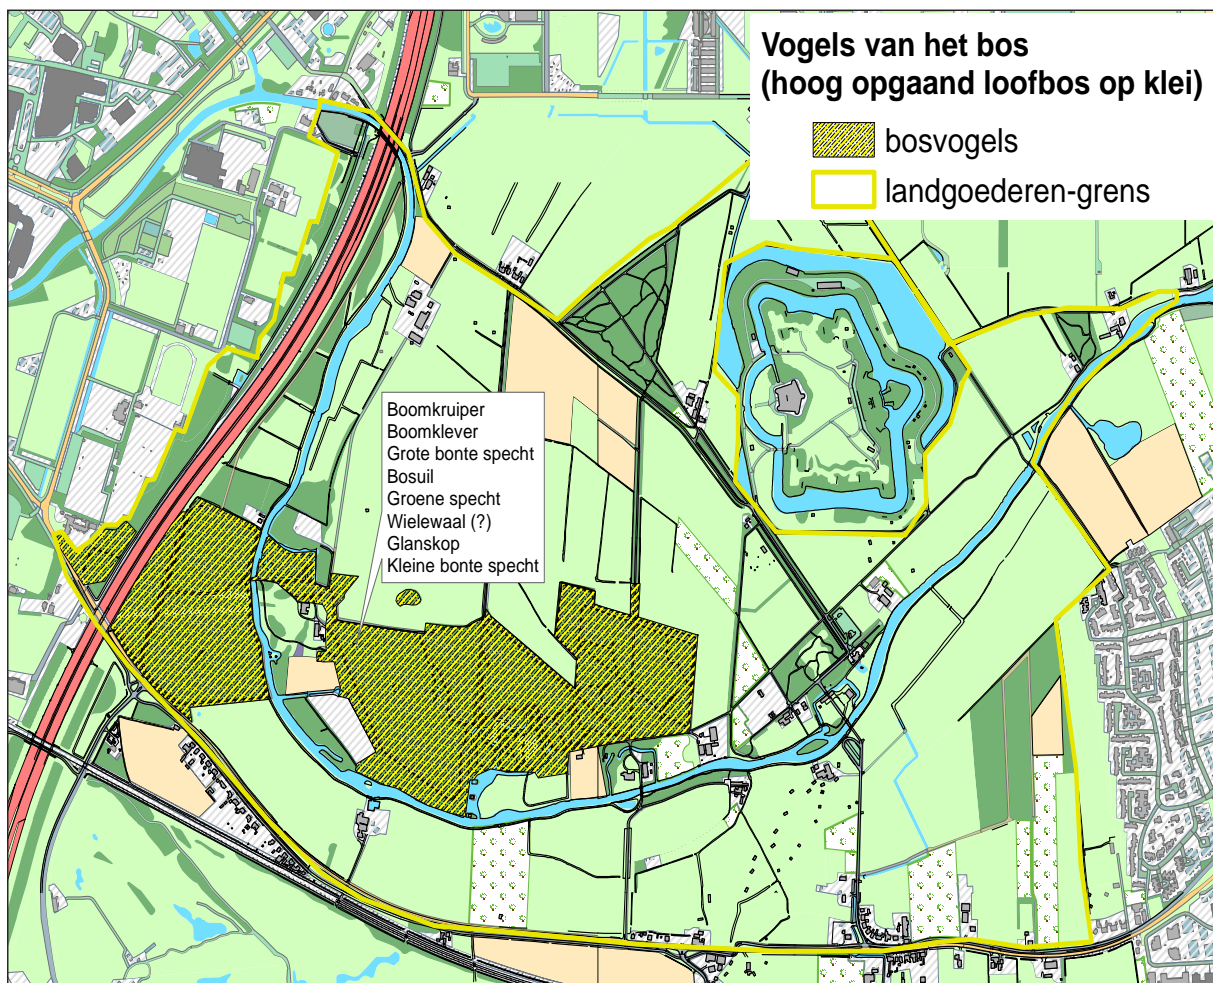 Vogels van het bos
(hoog opgaand loofbos op klei)
bosvogels
landgoederen-grens
Boomkruiper
Boomklever
Grote bonte specht
Bosuil
Groene specht
Wielewaal (?)
Glanskop
Kleine bonte specht